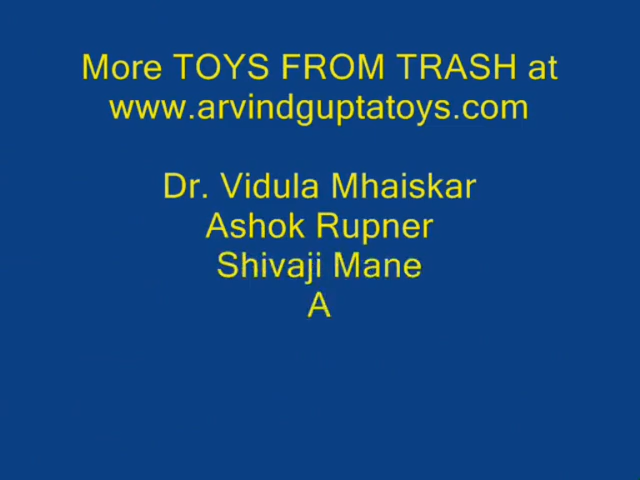 More TOYS FROM TRASH at
www.arvindguptatoys.com
Dr. Vidula Mhaiskar
Ashok Rupner
Shivaji Mane
A